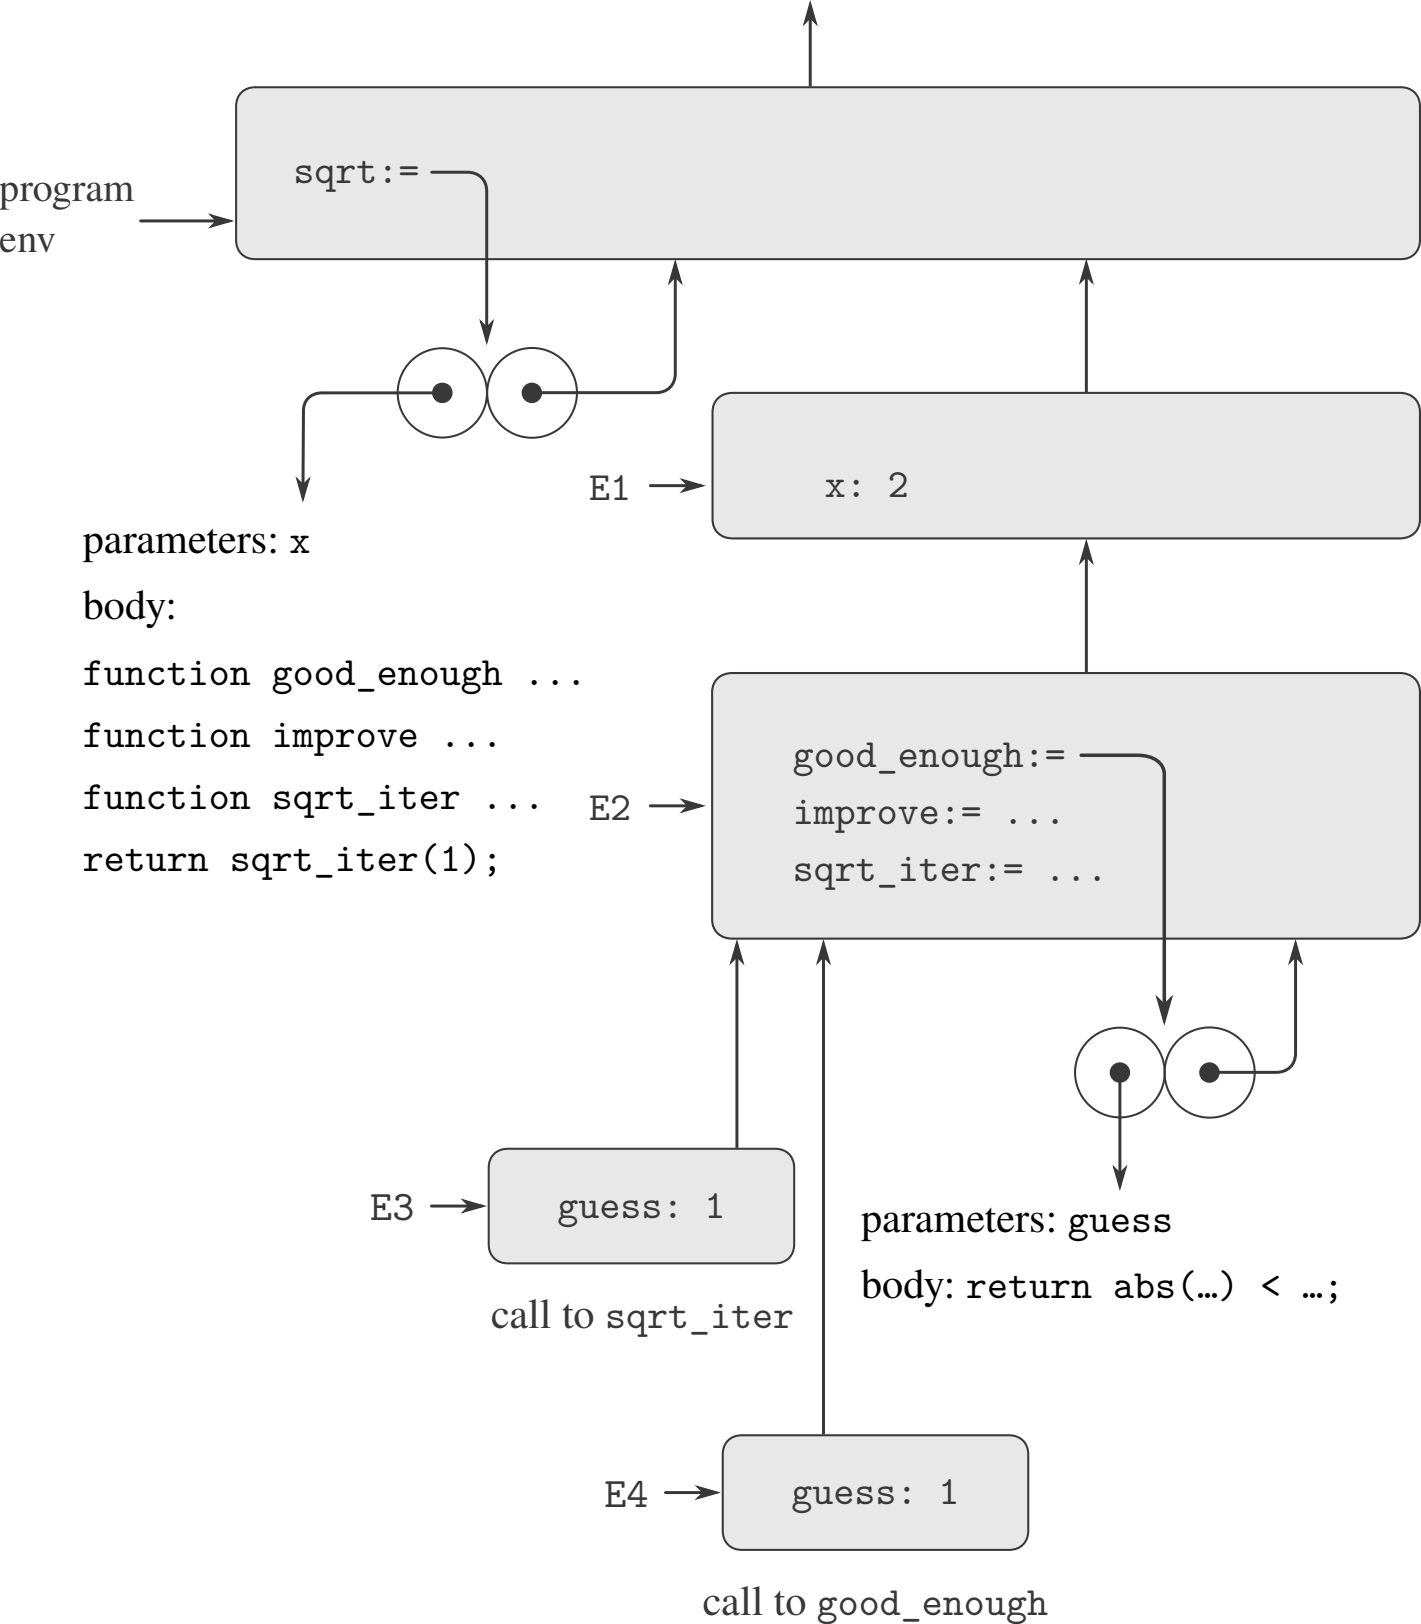 sqrt:=
program
env
E1
x: 2
parameters: x
body:
function good_enough ...
function improve ...
function sqrt_iter ...
return sqrt_iter(1);
E2
good_enough:=
improve:= ...
sqrt_iter:= ...
E3
guess: 1
call to sqrt_iter
parameters: guess
body: return abs(…) < …;
E4
guess: 1
call to good_enough